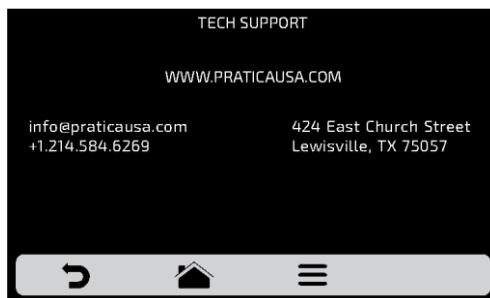 TECH SUPPORT
WWW.PRATICAUSA.COM
info@praticausa.com
+1.214.584.6269
424 East Church Street
Lewisville, TX 75057